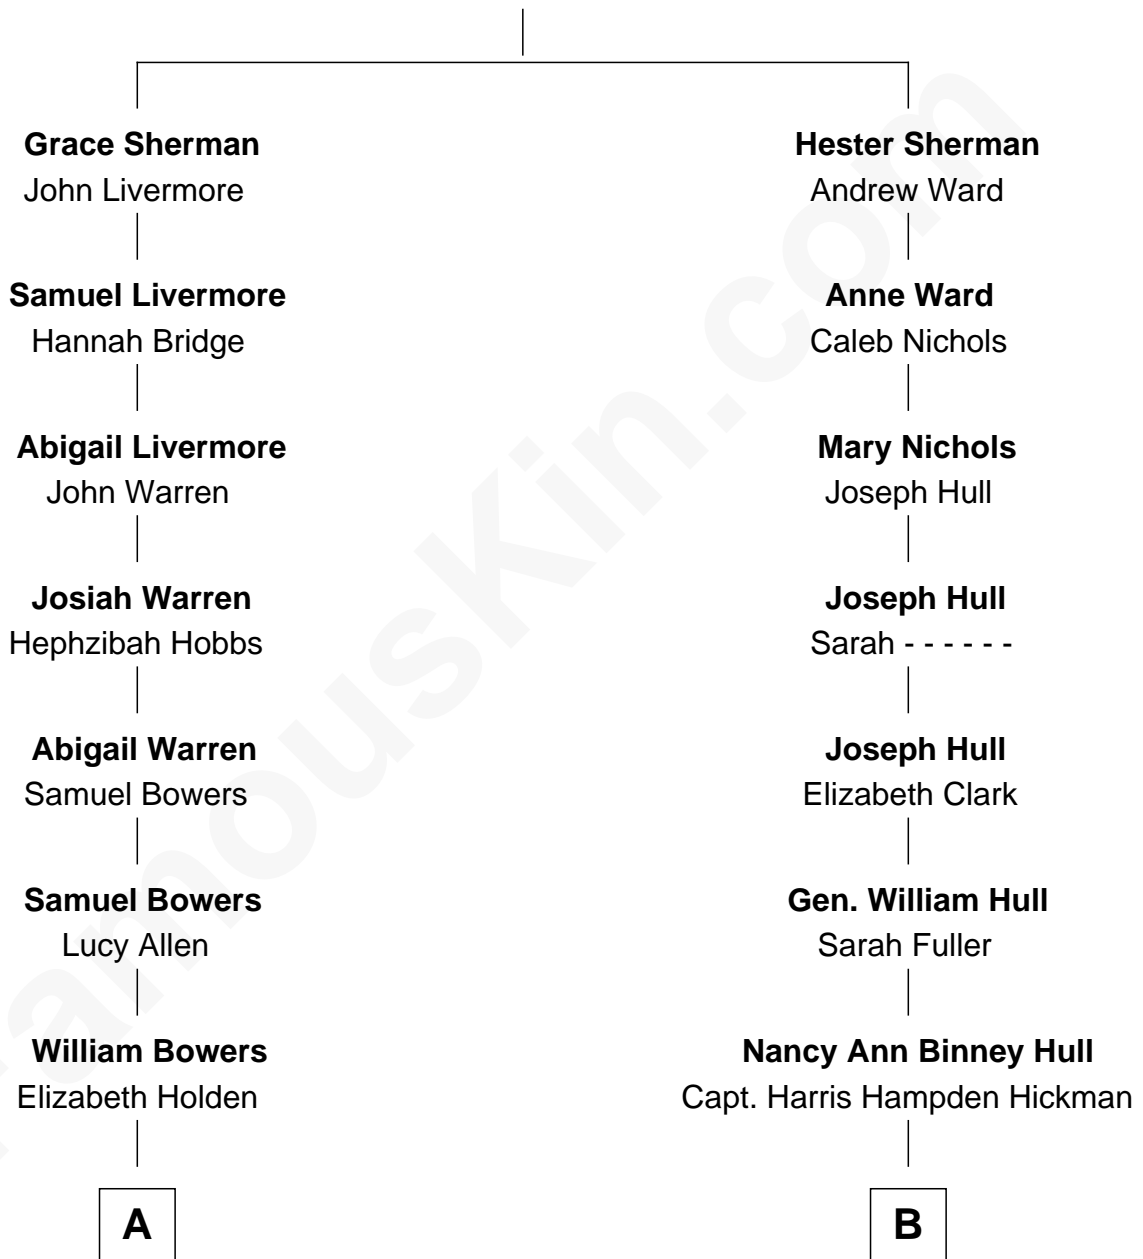 Grace Sherman
John Livermore
Samuel Livermore
Hannah Bridge
Abigail Livermore
John Warren
Josiah Warren
Hephzibah Hobbs
Abigail Warren
Samuel Bowers
Samuel Bowers
Lucy Allen
William Bowers
Elizabeth Holden
A
Hester Sherman
Andrew Ward
Anne Ward
Caleb Nichols
Mary Nichols
Joseph Hull
Joseph Hull
Sarah - - - - - -
Joseph Hull
Elizabeth Clark
Gen. William Hull
Sarah Fuller
Nancy Ann Binney Hull
Capt. Harris Hampden Hickman
B
FamousKin.com